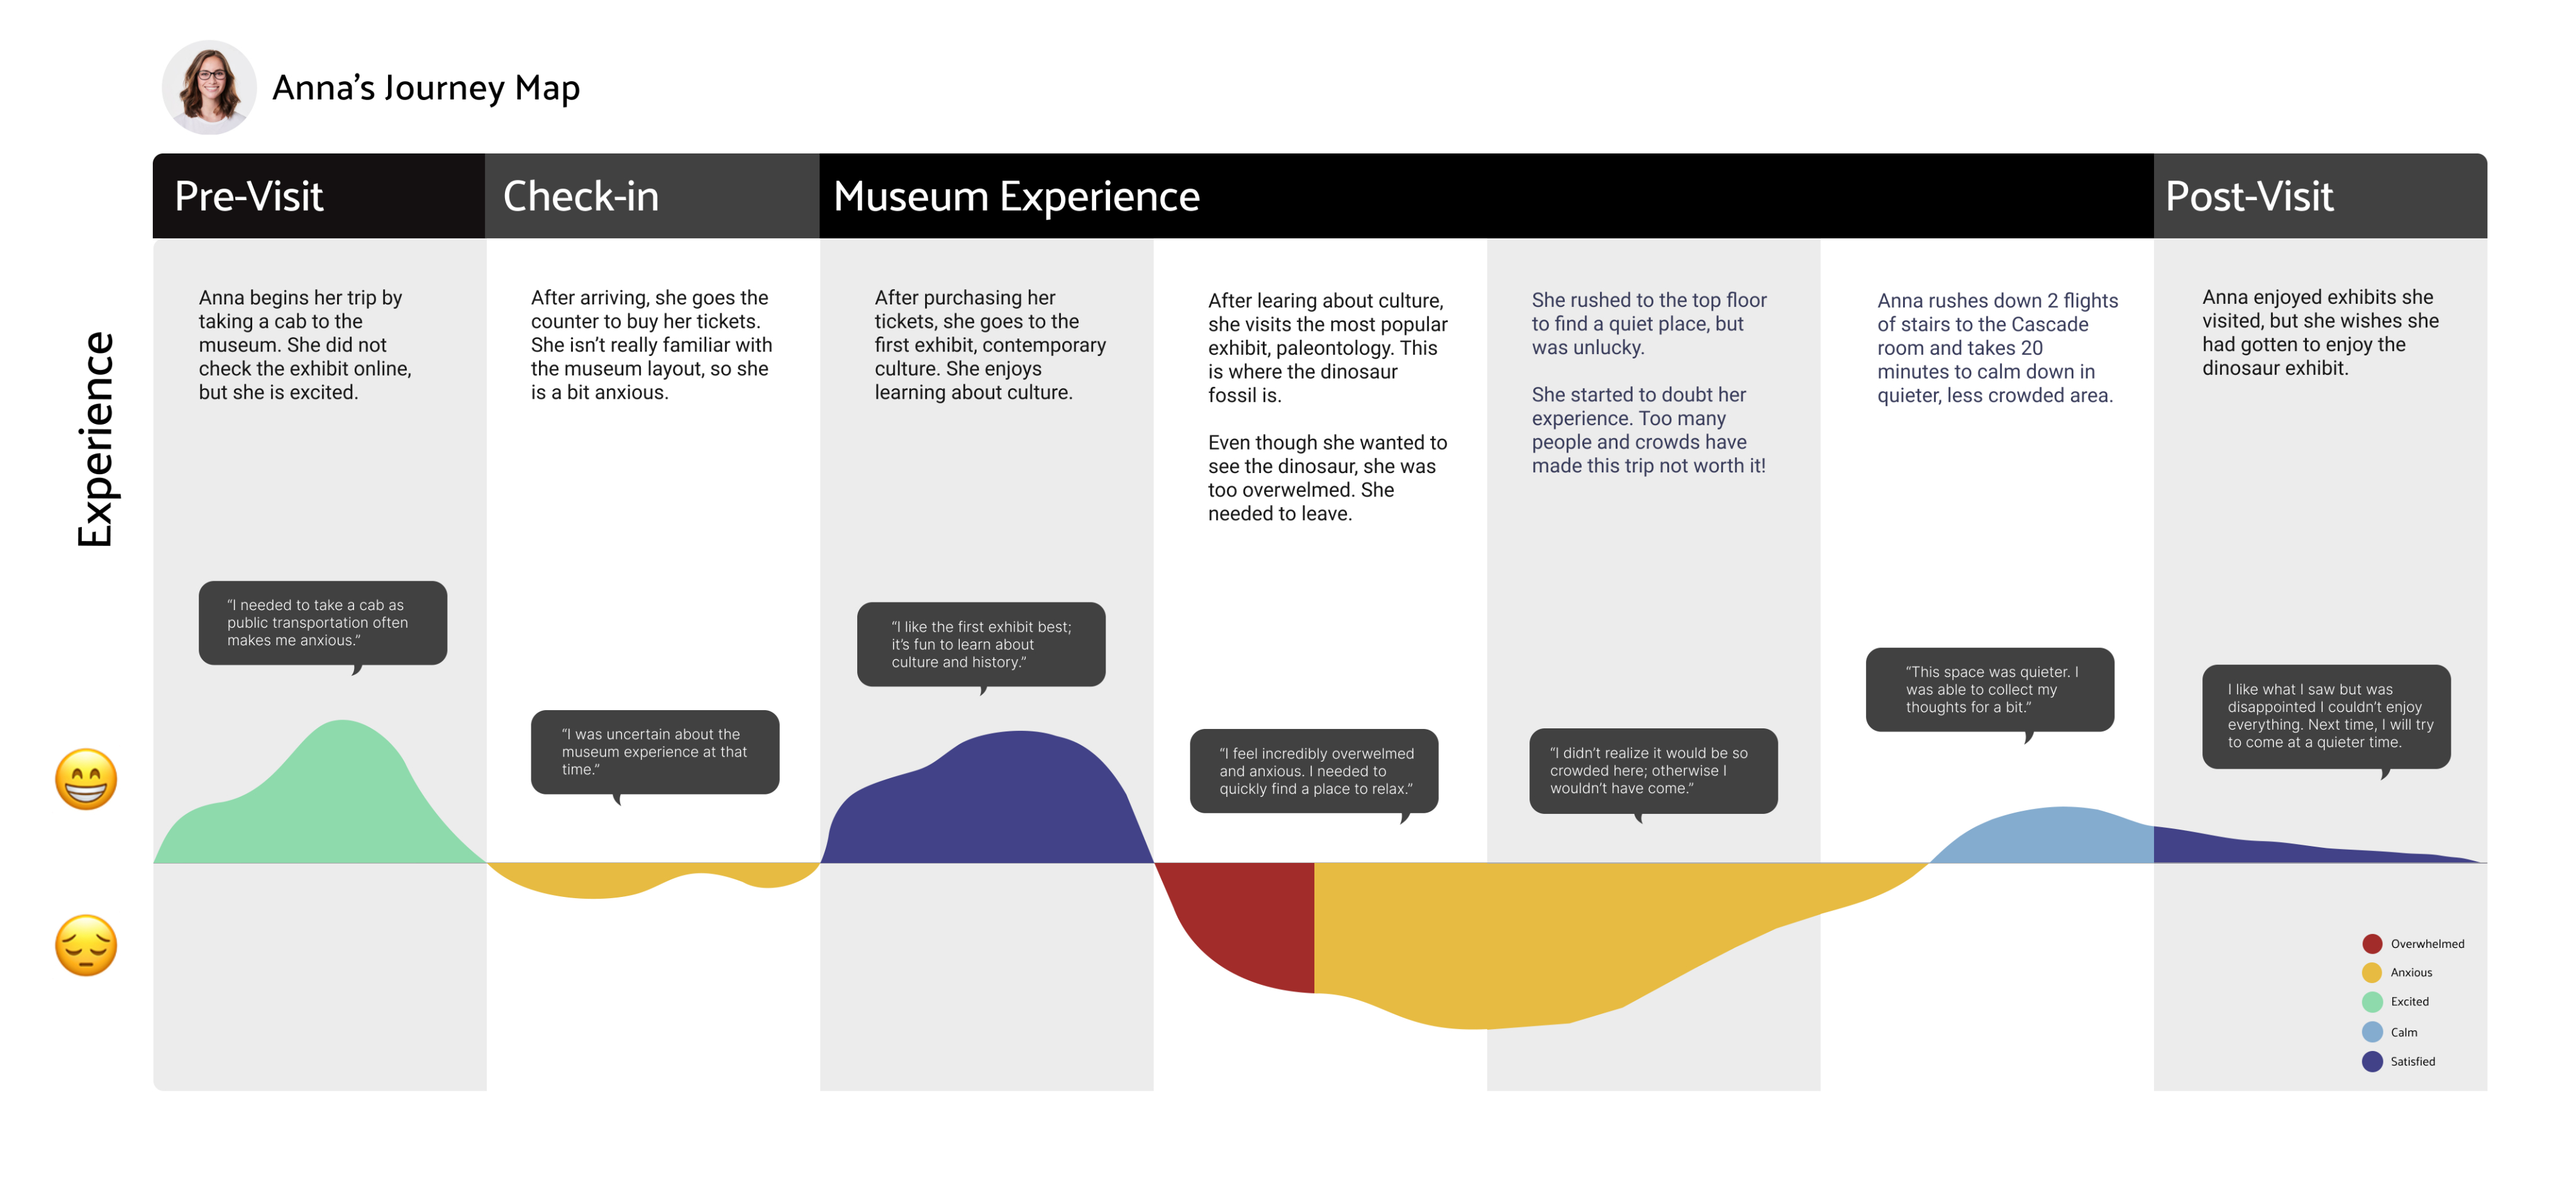 Anna's Journey Map
Pre-Visit
Check-in
Museum Experience
Post-Visit
Experience
Anna begins her trip by
taking a cab to the
museum. She did not
check the exhibit online,
but she is excited.
“I needed to take a cab as
public transportation often
makes me anxious.”
After arriving, she goes the
counter to buy her tickets.
She isn't really familiar with
the museum layout, so she
is a bit anxious.
“I was uncertain about the
museum experience at that
time.”
After purchasing her
tickets, she goes to the
first exhibit, contemporary
culture. She enjoys
learning about culture.
“I like the first exhibit best;
it's fun to learn about
culture and history.”
After learing about culture,
she visits the most popular
exhibit, paleontology. This
is where the dinosaur
fossil is.
Even though she wanted to
see the dinosaur, she was
too overwelmed. She
needed to leave.
“I feel incredibly overwelmed
and anxious. I needed to
quickly find a place to relax.”
She rushed to the top floor
to find a quiet place, but
was unlucky.
She started to doubt her
experience. Too many
people and crowds have
made this trip not worth it!
“I didn't realize it would be so
crowded here; otherwise I
wouldn't have come.”
Anna rushes down 2 flights
of stairs to the Cascade
room and takes 20
minutes to calm down in
quieter, less crowded area.
“This space was quieter. I
was able to collect my
thoughts for a bit.”
Anna enjoyed exhibits she
visited, but she wishes she
had gotten to enjoy the
dinosaur exhibit.
I like what I saw but was
disappointed I couldn't enjoy
everything. Next time, I will try
to come at a quieter time.
Overwhelmed
Anxious
Excited
Calm
Satisfied